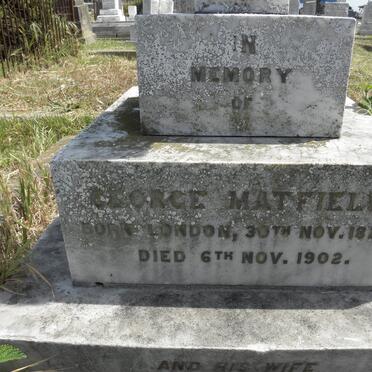 IN
MEMORY
OF
GEORGE MATFIEL
BORN LONDON, 30TH NOV. 18
DIED 6TH NOV. 1902.
AND HIS WIFE